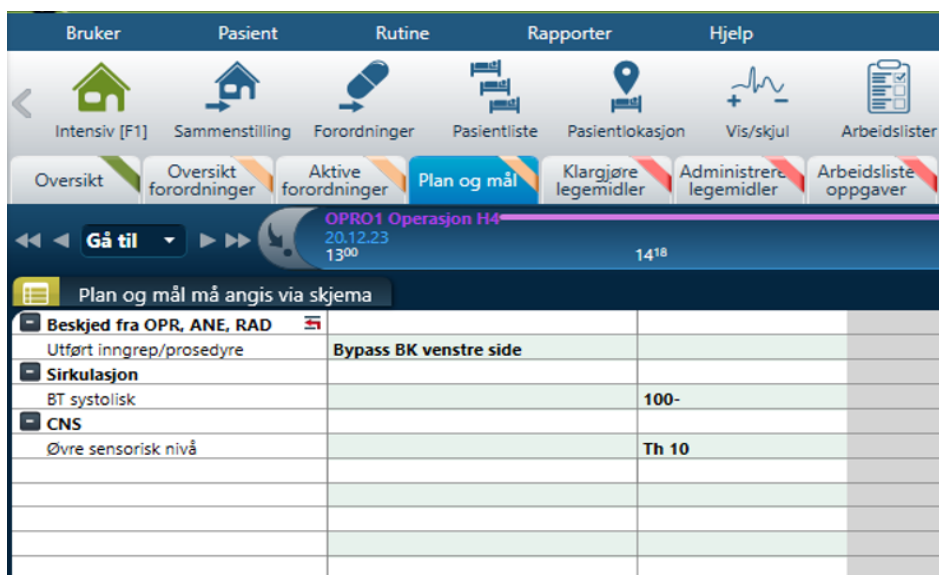 Bruker Pasient Rutine Rapporter Hjelp
Intensiv [F1] Sammenstilling Forordninger Pasientliste Pasientlokasjon Vis/skjul Arbeidslister
Oversikt Oversikt forordninger Aktive forordninger Plan og mål Klargjøre legemidler Administrere legemidler Arbeidsliste oppgaver
OPRO1 Operasjon H4
Gå til 20.12.23
13⁰⁰ 14¹⁸
Plan og mål må angis via skjema
Beskjed fra OPR, ANE, RAD
Utført inngrep/prosedyre Bypass BK venstre side
Sirkulasjon
BT systolisk 100-
CNS
Øvre sensorisk nivå Th 10